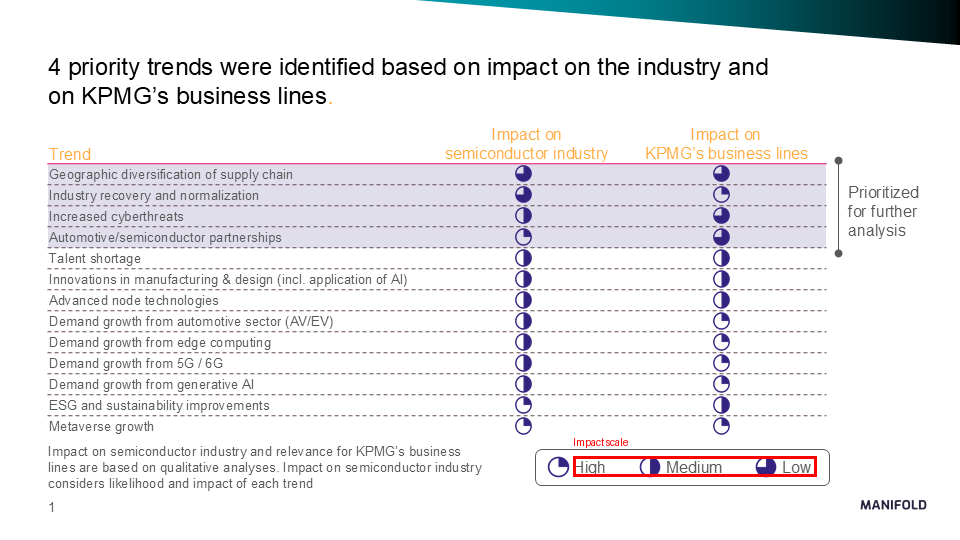 4 priority trends were identified based on impact on the industry and
on KPMG’s business lines.
Trend
Impact on
semiconductor industry
Impact on
KPMG’s business lines
Geographic diversification of supply chain
Industry recovery and normalization
Increased cyberthreats
Automotive/semiconductor partnerships
Talent shortage
Innovations in manufacturing & design (incl. application of AI)
Advanced node technologies
Demand growth from automotive sector (AV/EV)
Demand growth from edge computing
Demand growth from 5G / 6G
Demand growth from generative AI
ESG and sustainability improvements
Metaverse growth
Prioritized
for further
analysis
Impact on semiconductor industry and relevance for KPMG’s business
lines are based on qualitative analyses. Impact on semiconductor industry
considers likelihood and impact of each trend
Impact scale
High Medium Low
1
MANIFOLD